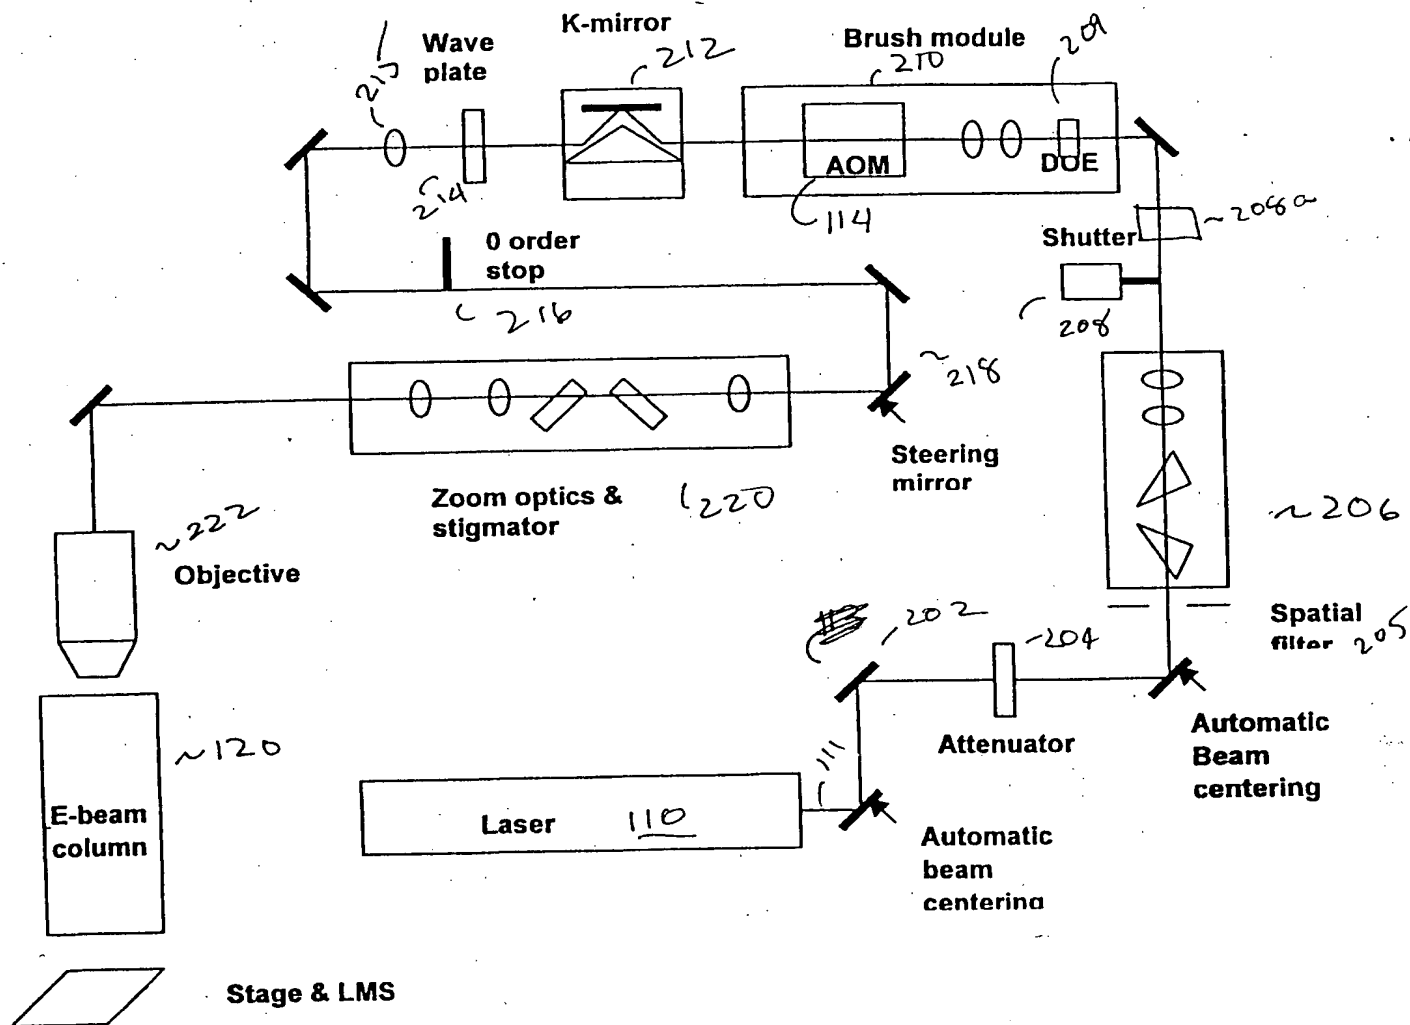 K-mirror
Wave
plate
215
212
Brush module
210
209
AOM
DOE
114
214
208a
Shutter
208
0 order
stop
216
218
Steering
mirror
Zoom optics &
stigmator
220
206
222
Objective
202
204
Spatial
filter 205
Attenuator
Automatic
Beam
centering
120
E-beam
column
111
Laser 110
Automatic
beam
centering
Stage & LMS